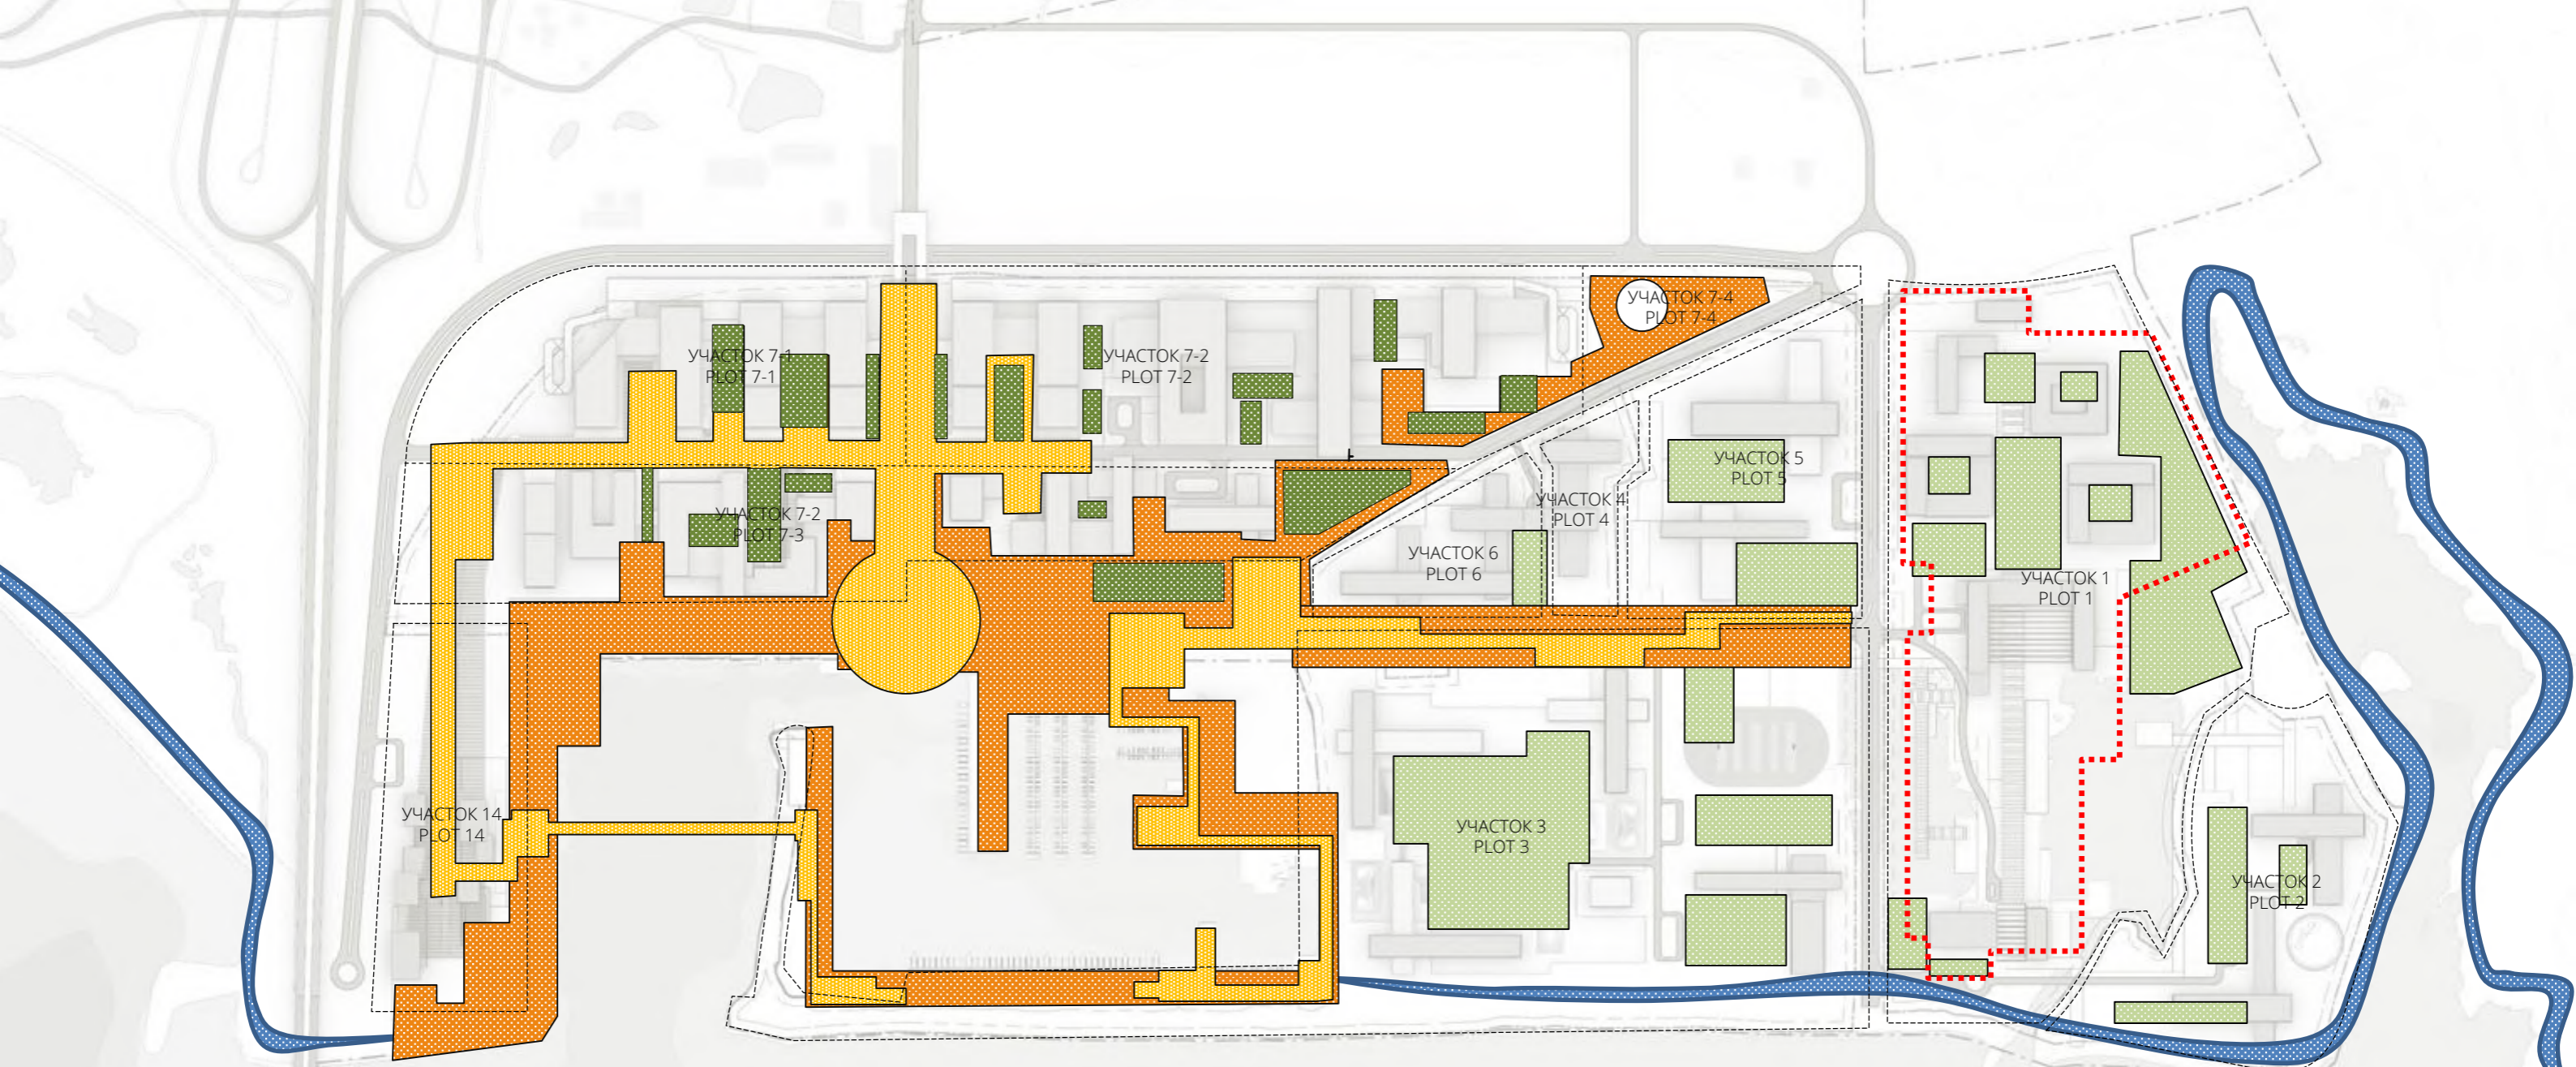 УЧАСТОК 7-4
PLOT 7-4
УЧАСТОК 7-1
PLOT 7-1
УЧАСТОК 7-2
PLOT 7-2
УЧАСТОК 5
PLOT 5
УЧАСТОК 4
PLOT 4
УЧАСТОК 7-2
PLOT 7-3
УЧАСТОК 6
PLOT 6
УЧАСТОК 1
PLOT 1
УЧАСТОК 14
PLOT 14
УЧАСТОК 3
PLOT 3
УЧАСТОК 2
PLOT 2